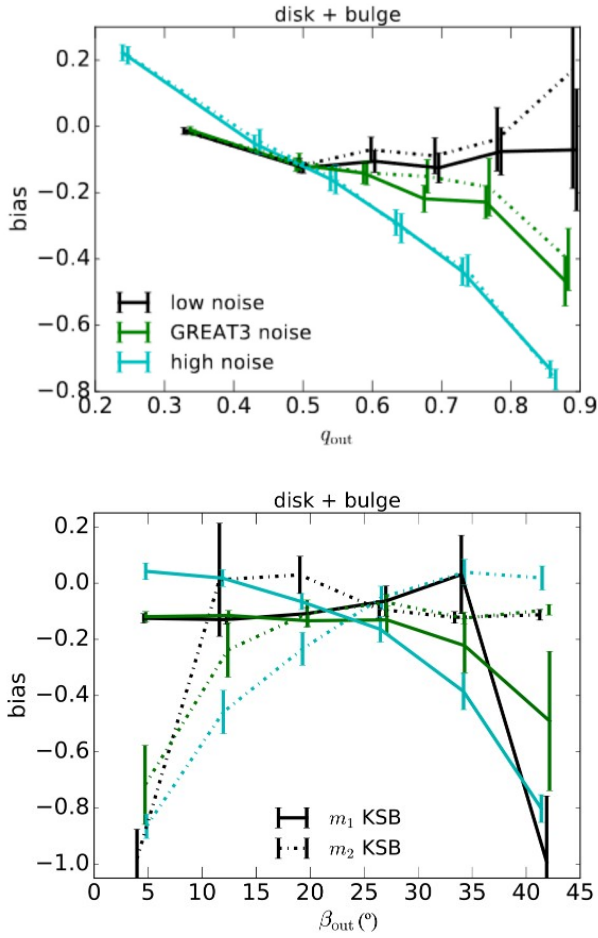 disk + bulge
0.2
0.0
−0.2
−0.4
−0.6
−0.8
bias
low noise
GREAT3 noise
high noise
0.2 0.3 0.4 0.5 0.6 0.7 0.8 0.9
q_out
disk + bulge
0.2
0.0
−0.2
−0.4
−0.6
−0.8
−1.0
bias
m₁ KSB
m₂ KSB
0 5 10 15 20 25 30 35 40 45
β_out (º)